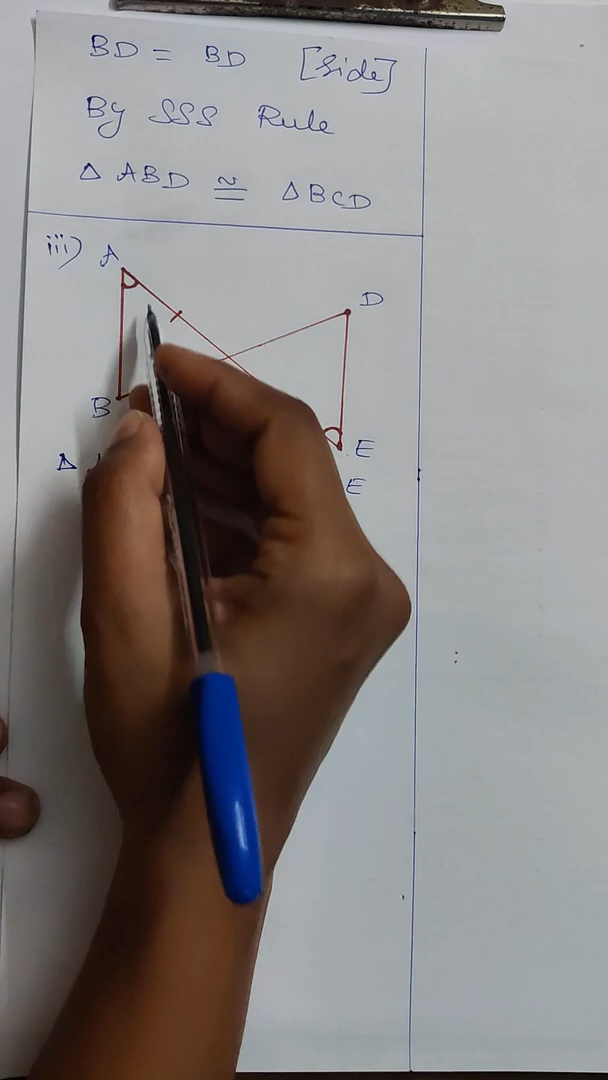 BD = BD [Side]
By SSS Rule
Δ ABD ≅ Δ BCD
iii) A
D
B
E
Δ
E